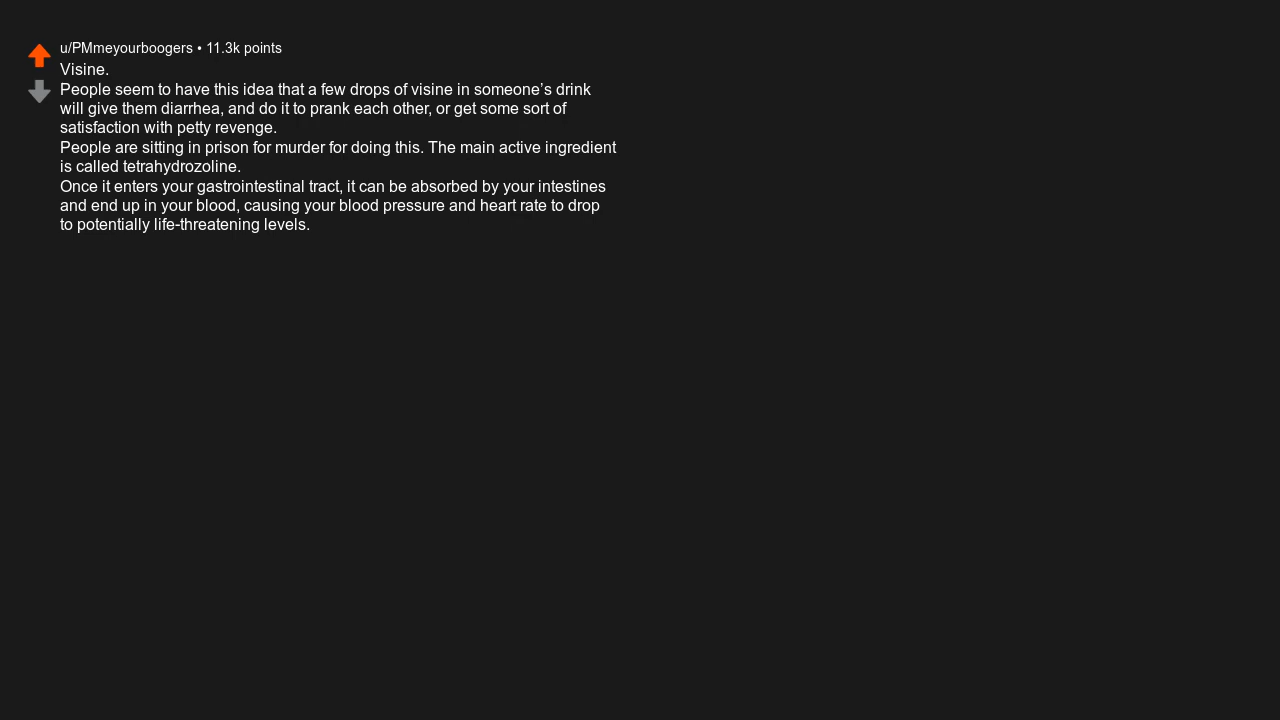 u/PMmeyourboogers • 11.3k points
Visine.
People seem to have this idea that a few drops of visine in someone’s drink
will give them diarrhea, and do it to prank each other, or get some sort of
satisfaction with petty revenge.
People are sitting in prison for murder for doing this. The main active ingredient
is called tetrahydrozoline.
Once it enters your gastrointestinal tract, it can be absorbed by your intestines
and end up in your blood, causing your blood pressure and heart rate to drop
to potentially life-threatening levels.